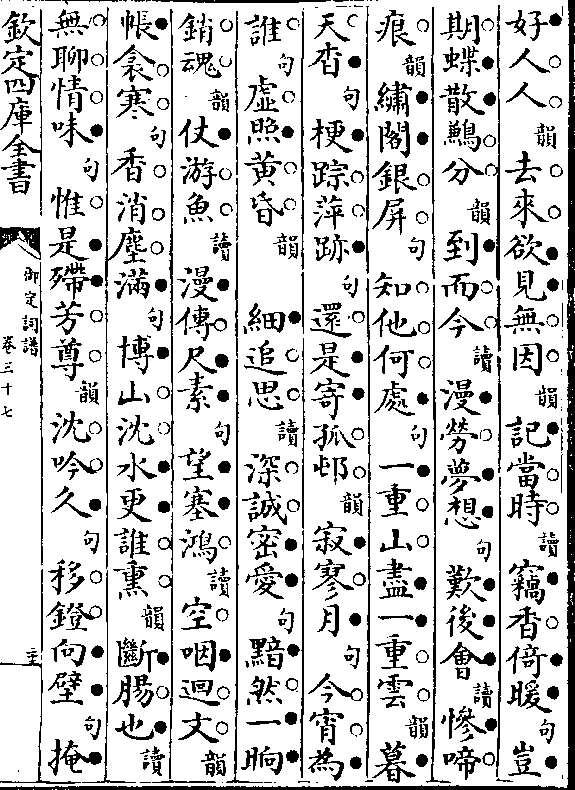 好人人韻去來欲見無因韻記當時讀竊香倚暖句豈
期蝶散鷀分韻到而今讀漫勞夢想句歎後會讀慘啼
痕韻繡閣銀屏句知他何處句一重山盡一重雲韻暮
天杳句梗踪萍跡句還是寄孤邨韻寂寥月句今宵為
誰句虛照黃昏韻細追思讀深誠密愛句黯然一晌
銷魂韻仗游魚讀漫傳尺素句望塞鴻讀空咽迴文韻
帳衾寒句香消塵滿句博山沈水更誰熏韻斷腸也讀
無聊情味句惟是殢芳尊韻沈吟久句移鐙向壁句掩
欽定四庫全書
御定詞譜
卷三十七